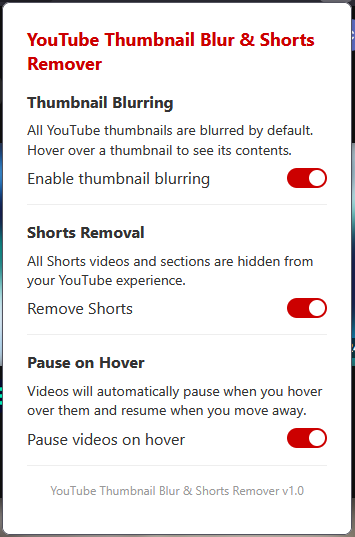 YouTube Thumbnail Blur & Shorts
Remover
Thumbnail Blurring
All YouTube thumbnails are blurred by default.
Hover over a thumbnail to see its contents.
Enable thumbnail blurring
Shorts Removal
All Shorts videos and sections are hidden from
your YouTube experience.
Remove Shorts
Pause on Hover
Videos will automatically pause when you hover
over them and resume when you move away.
Pause videos on hover
YouTube Thumbnail Blur & Shorts Remover v1.0